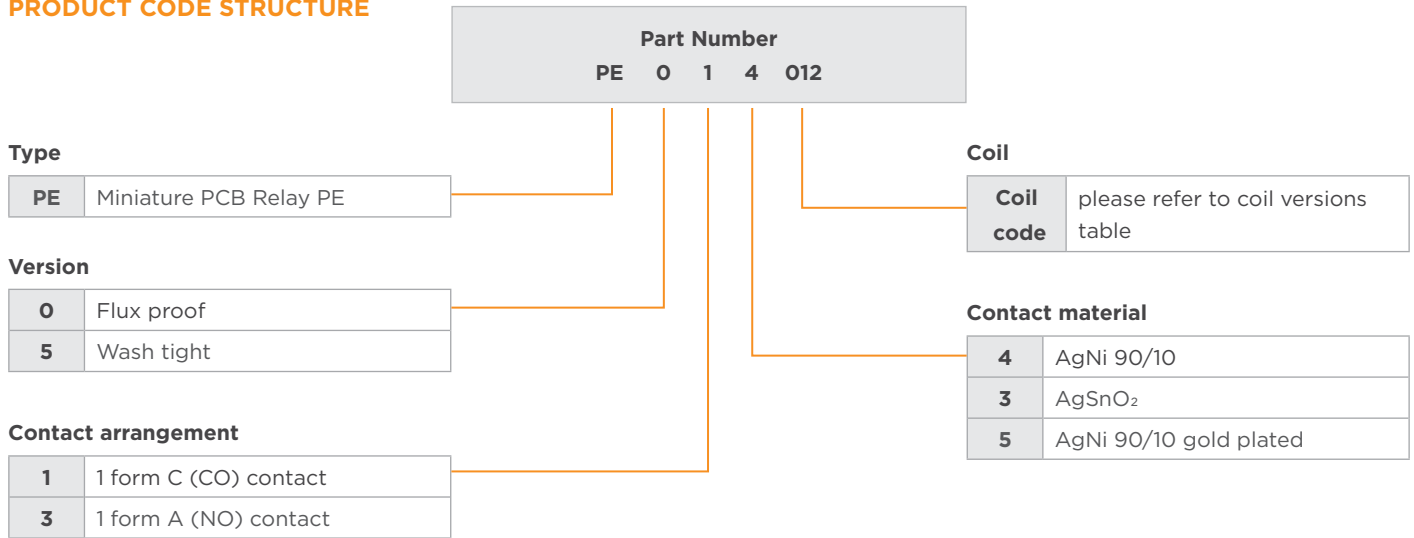 PRODUCT CODE STRUCTURE
Part Number
PE 0 1 4 012
Type
PE Miniature PCB Relay PE
Version
0 Flux proof
5 Wash tight
Contact arrangement
1 1 form C (CO) contact
3 1 form A (NO) contact
Coil
Coil code please refer to coil versions
table
Contact material
4 AgNi 90/10
3 AgSnO₂
5 AgNi 90/10 gold plated